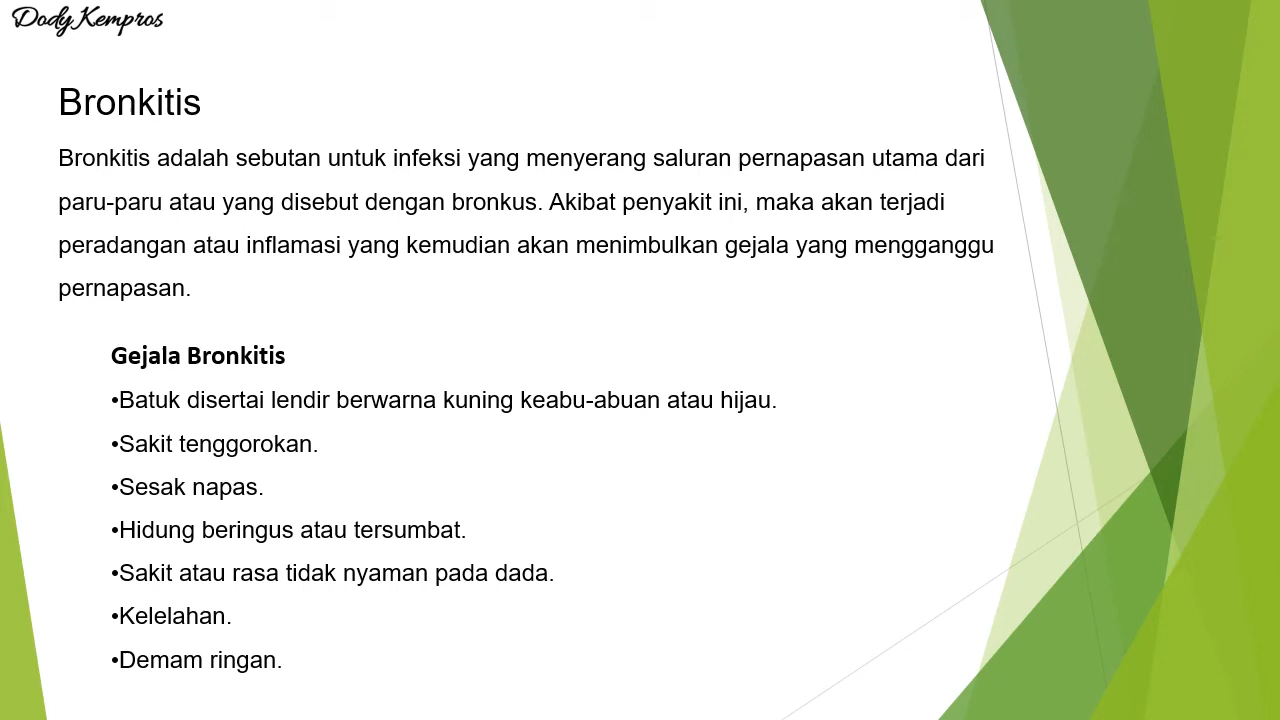 Dody Kempros
Bronkitis
Bronkitis adalah sebutan untuk infeksi yang menyerang saluran pernapasan utama dari
paru-paru atau yang disebut dengan bronkus. Akibat penyakit ini, maka akan terjadi
peradangan atau inflamasi yang kemudian akan menimbulkan gejala yang mengganggu
pernapasan.
Gejala Bronkitis
•Batuk disertai lendir berwarna kuning keabu-abuan atau hijau.
•Sakit tenggorokan.
•Sesak napas.
•Hidung beringus atau tersumbat.
•Sakit atau rasa tidak nyaman pada dada.
•Kelelahan.
•Demam ringan.